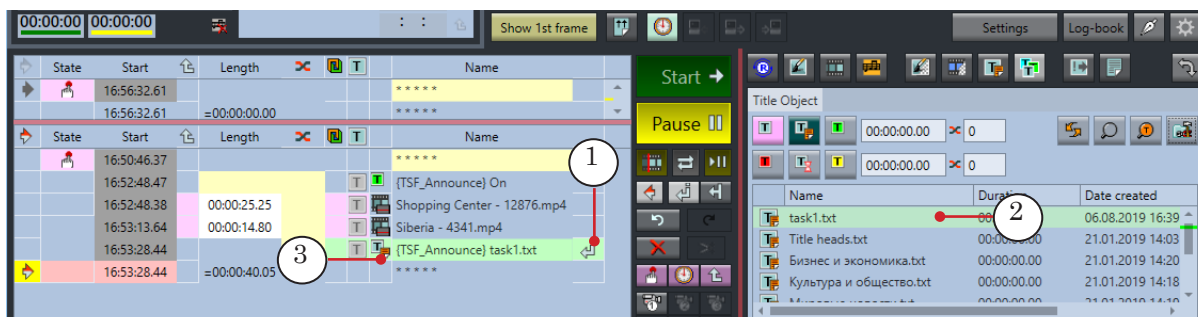 00:00:00 00:00:00 : : Show 1st frame Settings Log-book
State Start Length T Name
16:56:32.61 * * * * *
16:56:32.61 =00:00:00.00 * * * * *
State Start Length T Name
16:50:46.37 * * * * *
16:52:48.47 T T {TSF_Announce} On
16:52:48.38 00:00:25.25 T Shopping Center - 12876.mp4
16:53:13.64 00:00:14.80 T Siberia - 4341.mp4
16:53:28.44 T T {TSF_Announce} task1.txt
16:53:28.44 =00:00:40.05 * * * * *
1
3
Start
Pause
Title Object
T T T 00:00:00.00 0
T T T 00:00:00.00 0
Name Duration Date created
task1.txt 06.08.2019 16:39
2
Title heads.txt 00:00:00.00 21.01.2019 14:03
Бизнес и экономика.txt 00:00:00.00 21.01.2019 14:20
Культура и общество.txt 00:00:00.00 21.01.2019 14:18